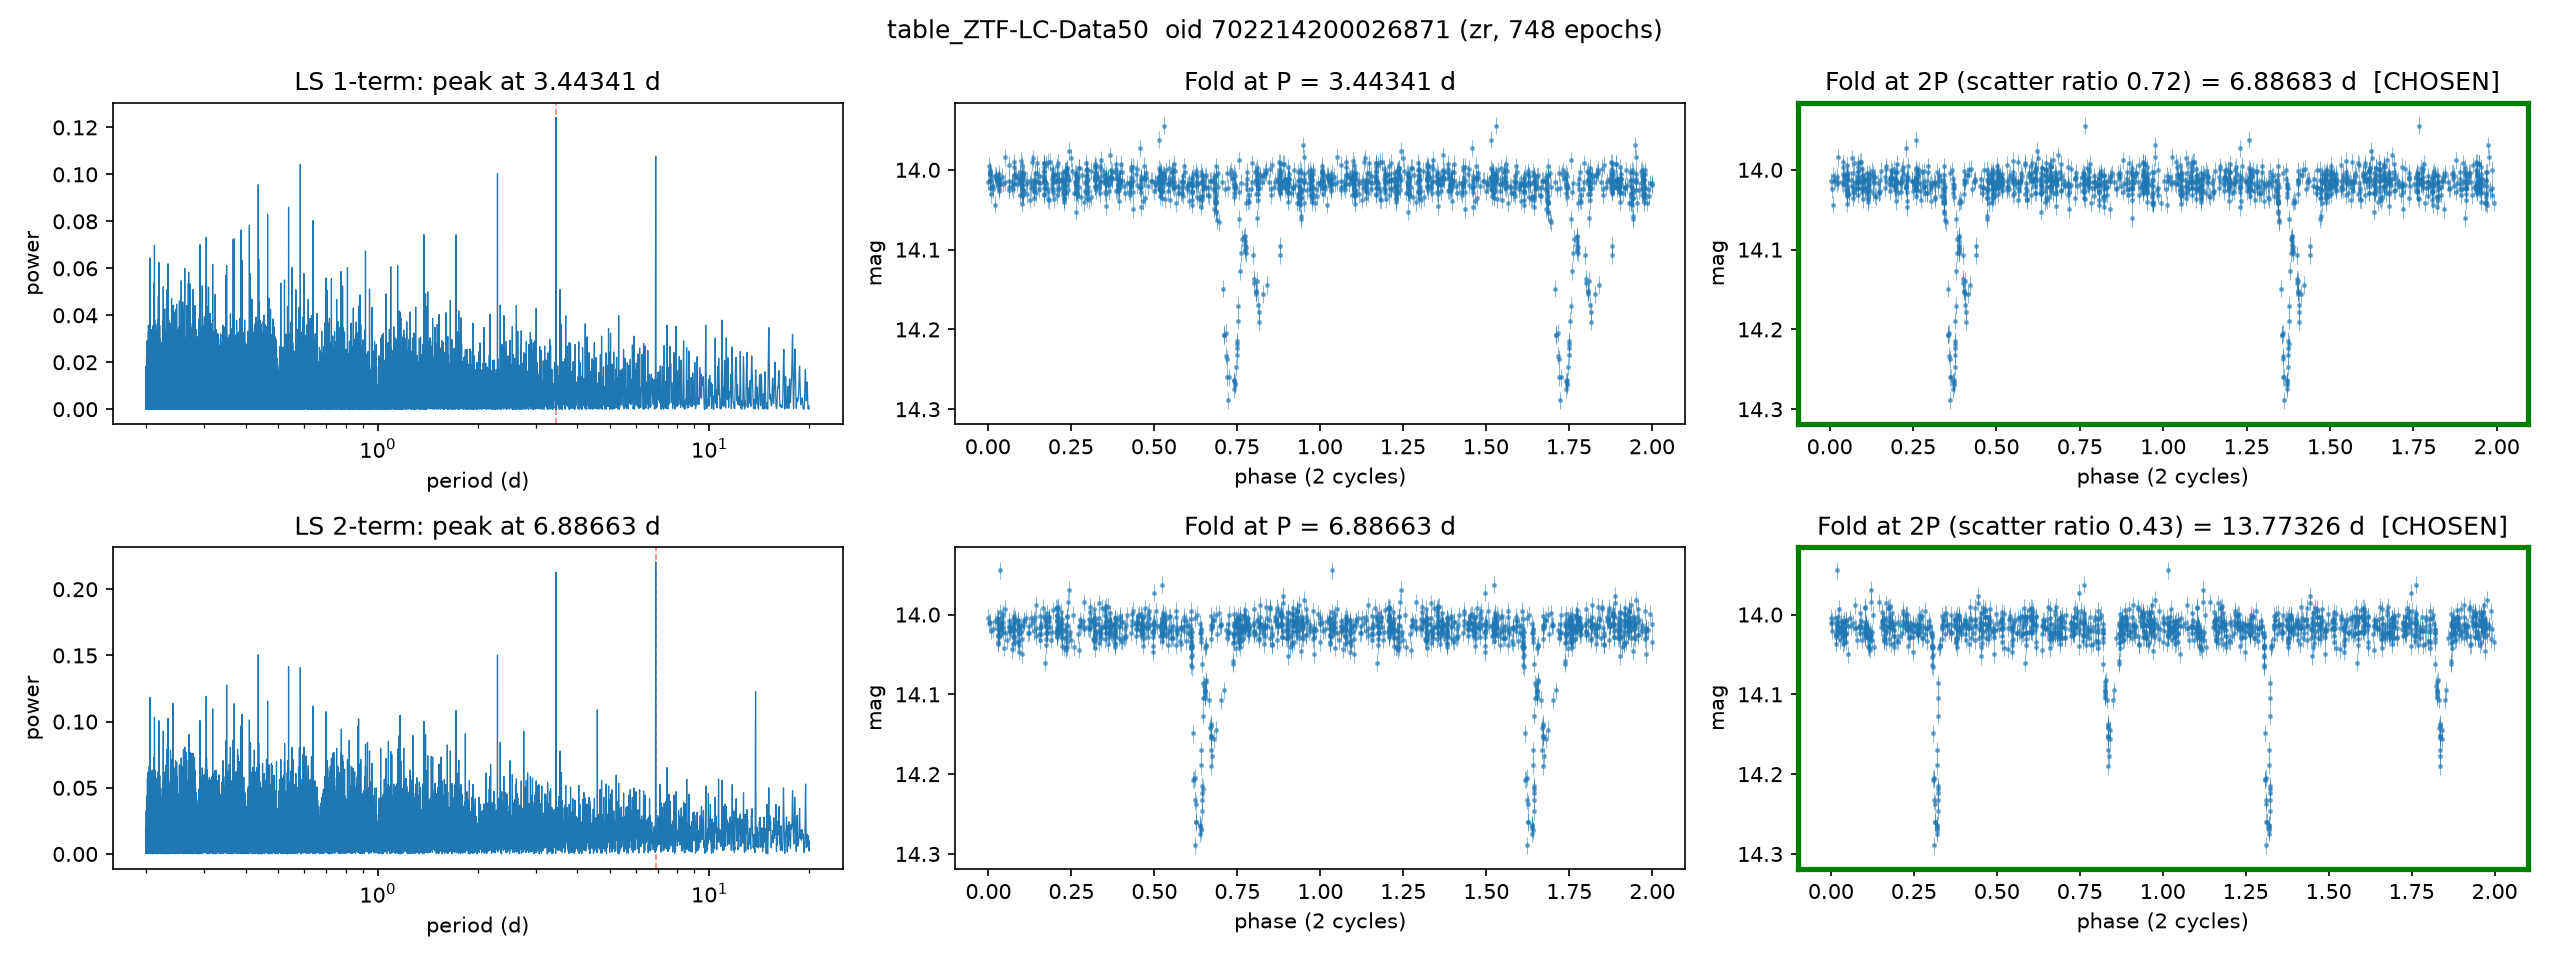 table_ZTF-LC-Data50  oid 702214200026871 (zr, 748 epochs)
LS 1-term: peak at 3.44341 d
power
0.12
0.10
0.08
0.06
0.04
0.02
0.00
10⁰
10¹
period (d)
Fold at P = 3.44341 d
mag
14.0
14.1
14.2
14.3
0.00 0.25 0.50 0.75 1.00 1.25 1.50 1.75 2.00
phase (2 cycles)
Fold at 2P (scatter ratio 0.72) = 6.88683 d  [CHOSEN]
mag
14.0
14.1
14.2
14.3
0.00 0.25 0.50 0.75 1.00 1.25 1.50 1.75 2.00
phase (2 cycles)
LS 2-term: peak at 6.88663 d
power
0.20
0.15
0.10
0.05
0.00
10⁰
10¹
period (d)
Fold at P = 6.88663 d
mag
14.0
14.1
14.2
14.3
0.00 0.25 0.50 0.75 1.00 1.25 1.50 1.75 2.00
phase (2 cycles)
Fold at 2P (scatter ratio 0.43) = 13.77326 d  [CHOSEN]
mag
14.0
14.1
14.2
14.3
0.00 0.25 0.50 0.75 1.00 1.25 1.50 1.75 2.00
phase (2 cycles)